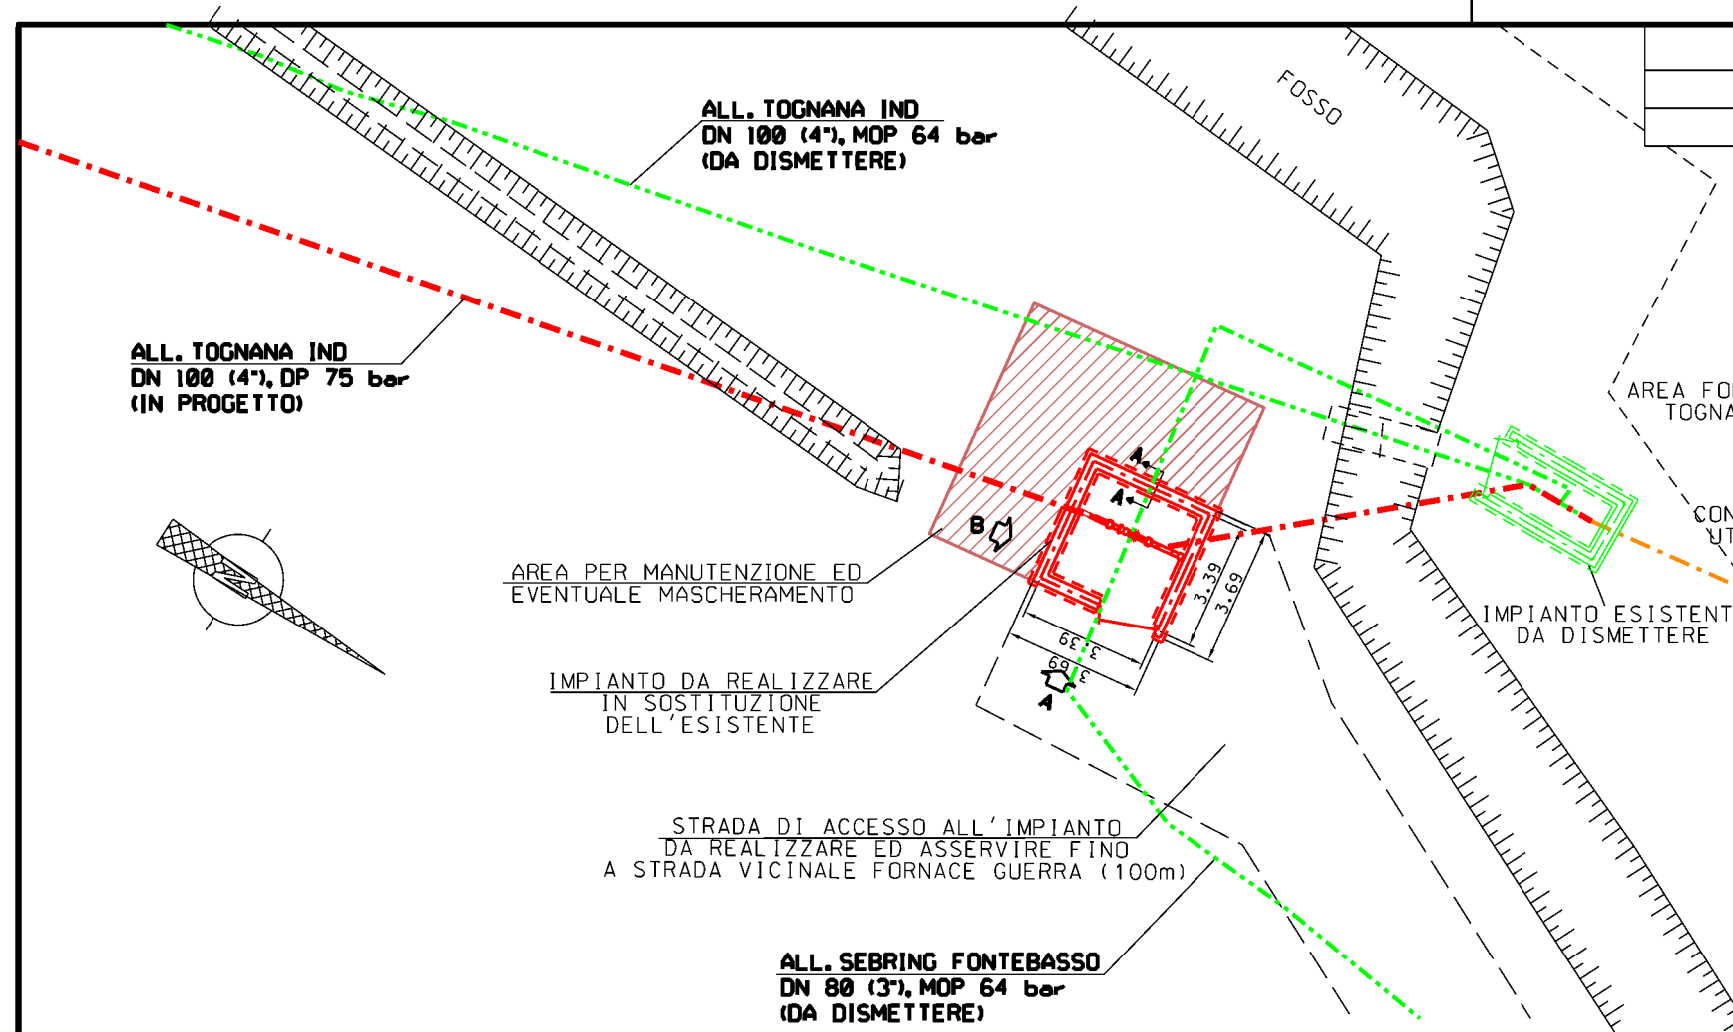 FOSSO
ALL. TOGNANA IND
DN 100 (4"), MOP 64 bar
(DA DISMETTERE)
ALL. TOGNANA IND
DN 100 (4"), DP 75 bar
(IN PROGETTO)
AREA
TOGNA
A
A
B
N
AREA PER MANUTENZIONE ED
EVENTUALE MASCHERAMENTO
3.39
3.69
IMPIANTO ESISTENT
DA DISMETTERE
3.39
3.69
A
IMPIANTO DA REALIZZARE
IN SOSTITUZIONE
DELL'ESISTENTE
STRADA DI ACCESSO ALL'IMPIANTO
DA REALIZZARE ED ASSERVIRE FINO
A STRADA VICINALE FORNACE GUERRA (100m)
ALL. SEBRING FONTEBASSO
DN 80 (3"), MOP 64 bar
(DA DISMETTERE)